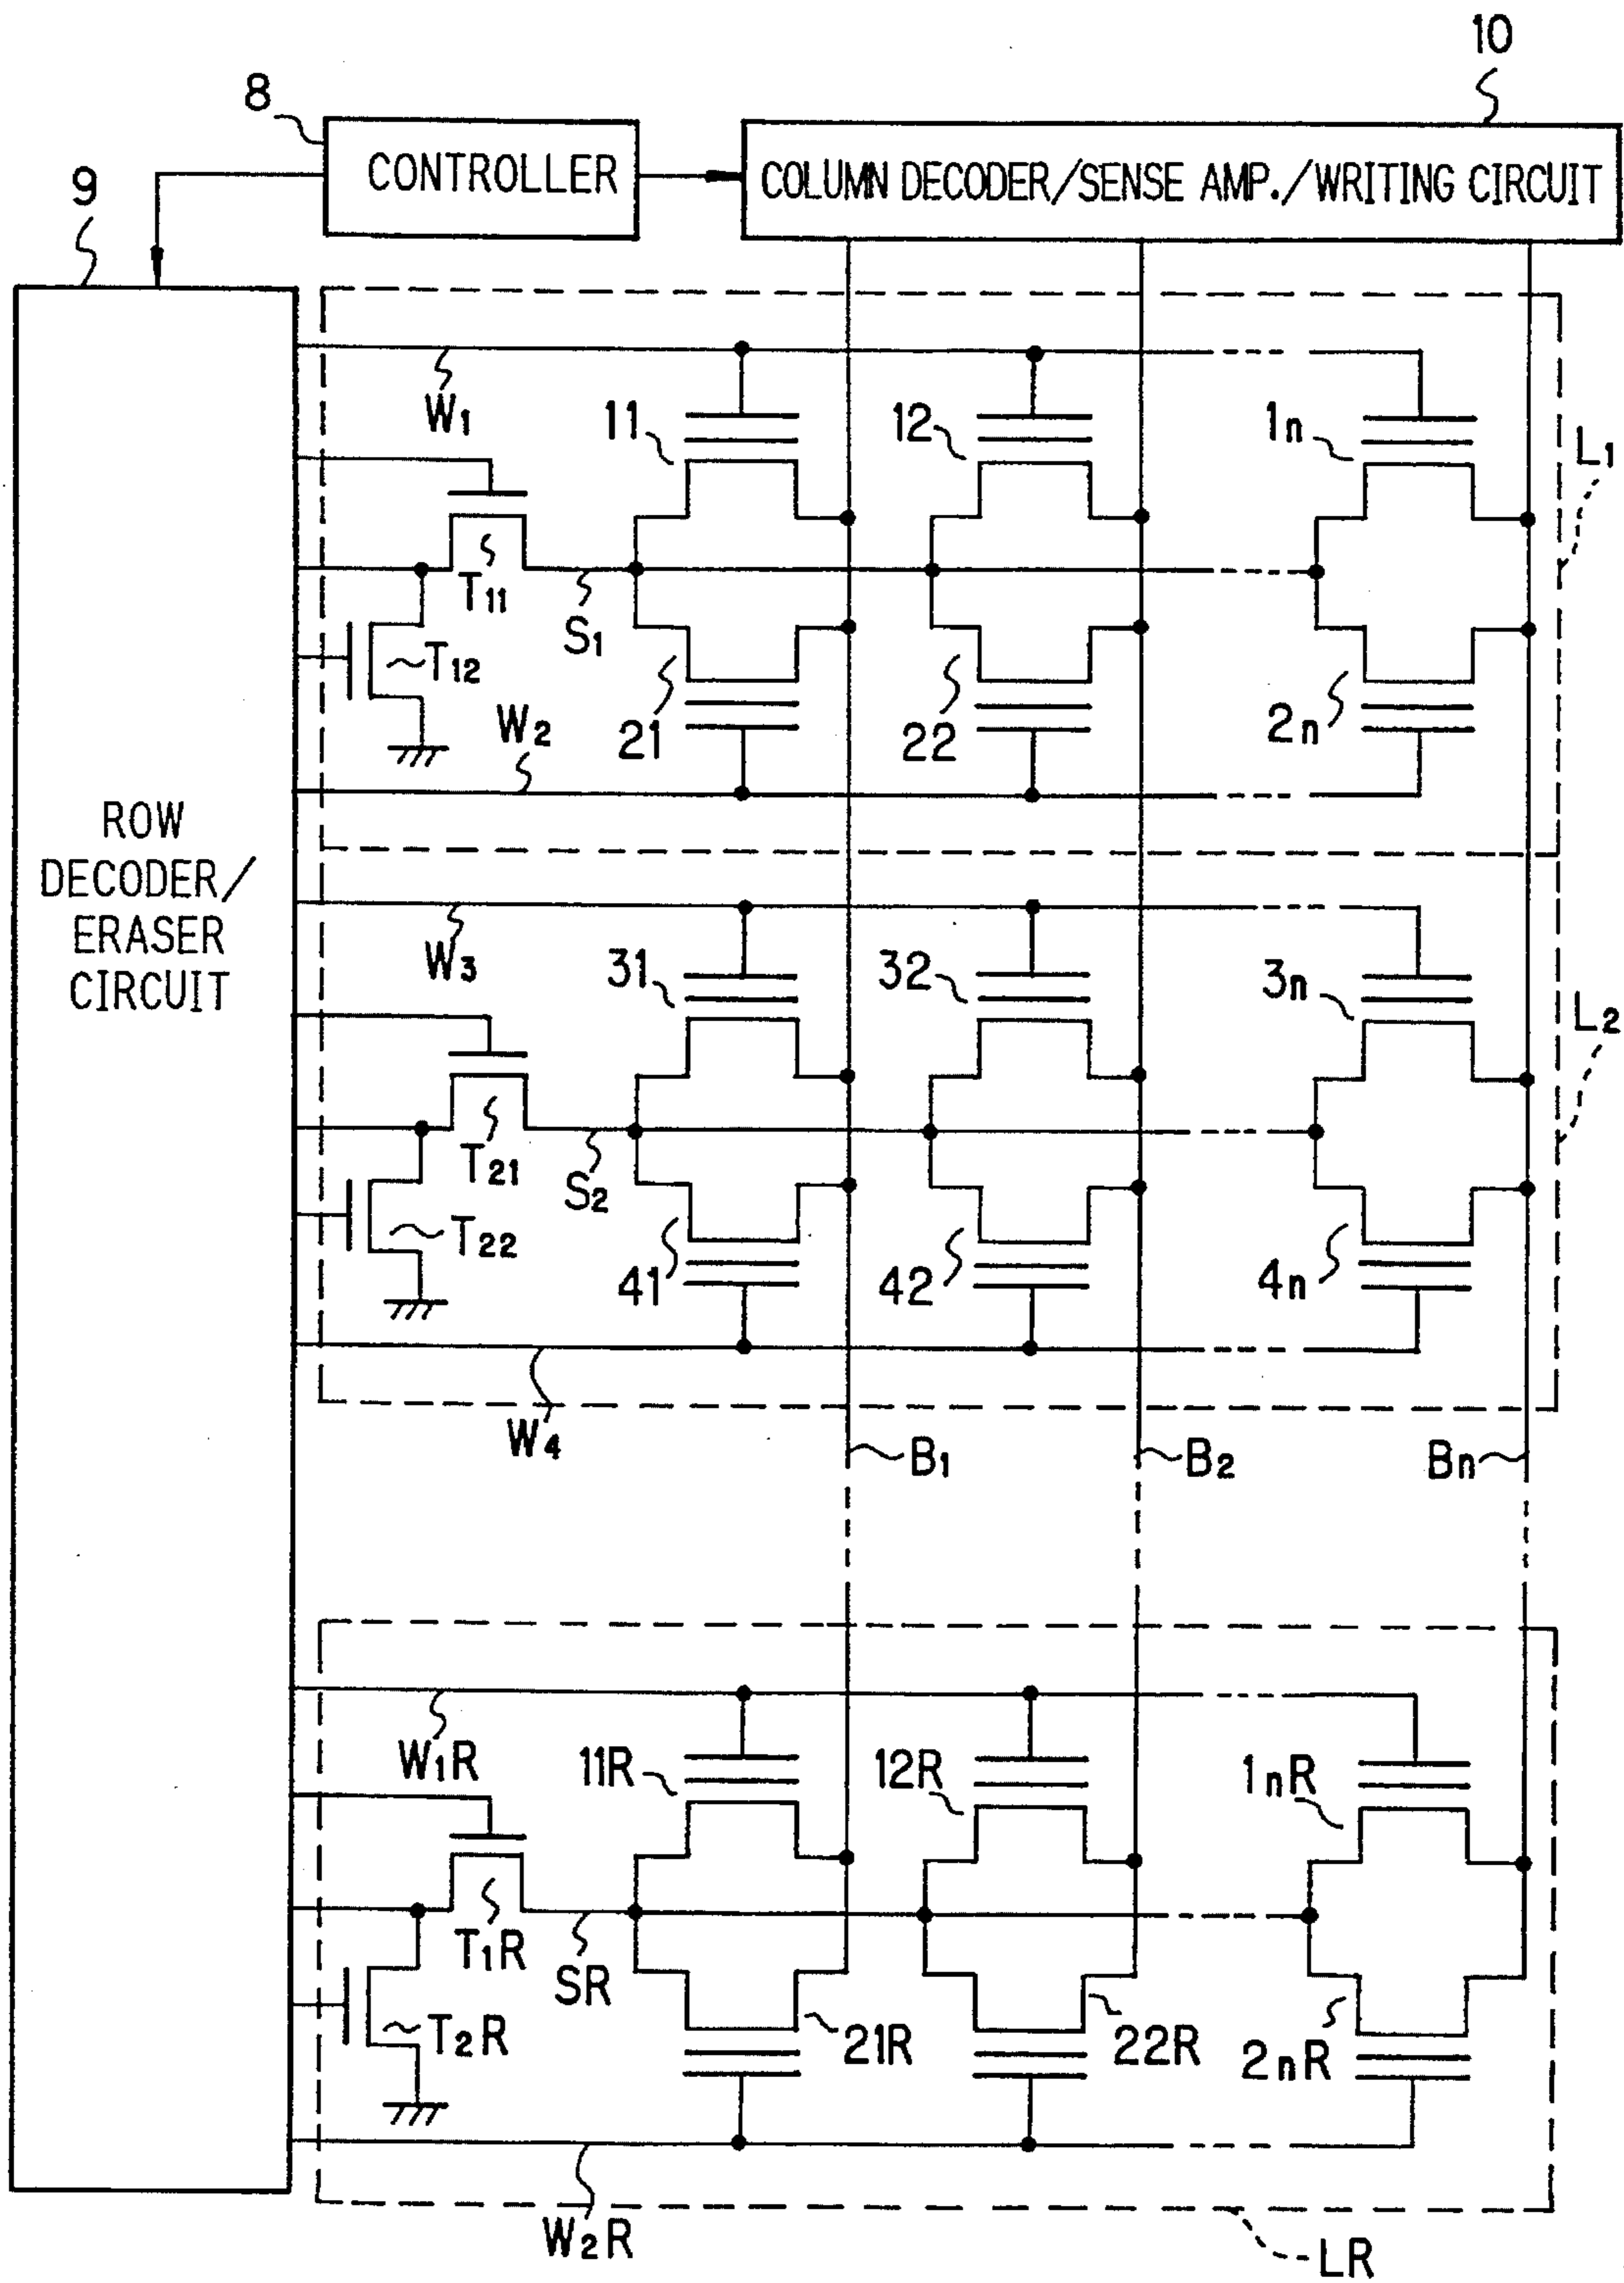 10
8
CONTROLLER
COLUMN DECODER/SENSE AMP./WRITING CIRCUIT
9
W1
11
12
1n
L1
T11
S1
T12
W2
21
22
2n
ROW
DECODER/
ERASER
CIRCUIT
W3
31
32
3n
L2
T21
S2
T22
41
42
4n
W4
B1
B2
Bn
W1R
11R
12R
1nR
T1R
SR
T2R
21R
22R
2nR
W2R
LR